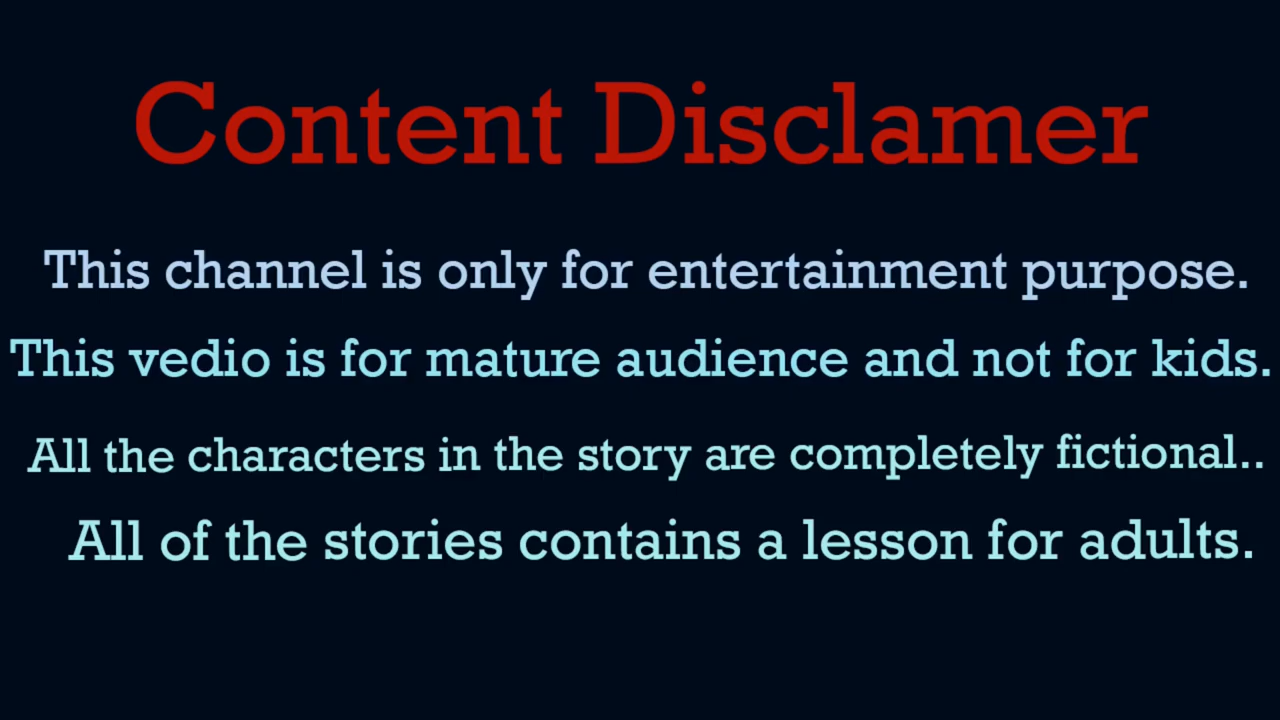 Content Disclamer
This channel is only for entertainment purpose.
This vedio is for mature audience and not for kids.
All the characters in the story are completely fictional..
All of the stories contains a lesson for adults.